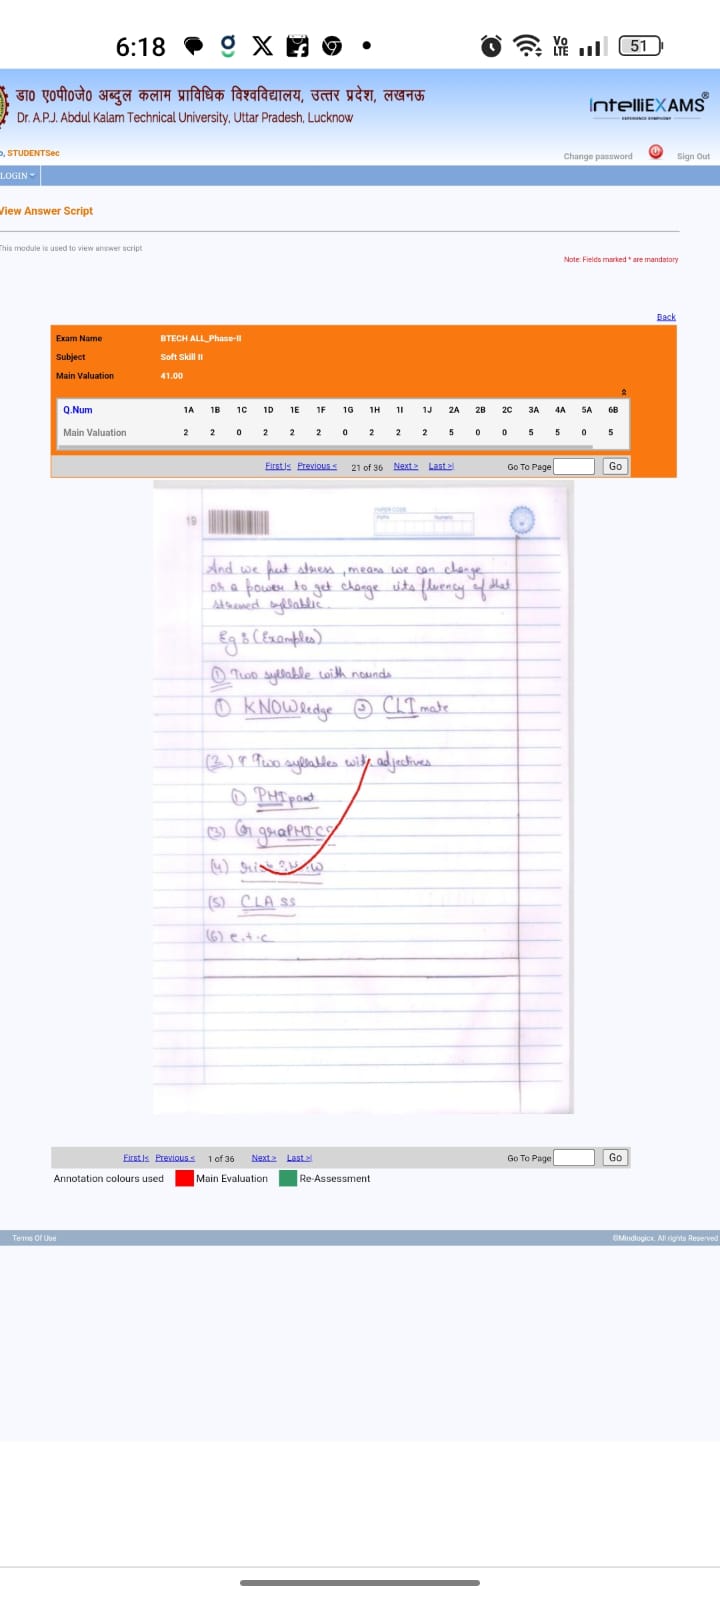 6:18
Vo LTE
51
डा० ए०पी०जे० अब्दुल कलाम प्राविधिक विश्वविद्यालय, उत्तर प्रदेश, लखनऊ
Dr. A.P.J. Abdul Kalam Technical University, Uttar Pradesh, Lucknow
IntelliEXAMS®
EXPERIENCE SYMPHONY
o, STUDENTSec
Change password Sign Out
LOGIN
View Answer Script
This module is used to view answer script
Note: Fields marked * are mandatory
Back
Exam Name BTECH ALL_Phase-II
Subject Soft Skill II
Main Valuation 41.00
Q.Num 1A 1B 1C 1D 1E 1F 1G 1H 1I 1J 2A 2B 2C 3A 4A 5A 6B
Main Valuation 2 2 0 2 2 2 0 2 2 2 5 0 0 5 5 0 5
First|< Previous < 21 of 36 Next > Last >| Go To Page Go
19
PAPER CODE
And we put stress, means we can change
or a power to get change its fluency of that
stressed syllable.
Eg: (Examples)
① Two syllable with nounds
① KNOWledge ② CLImate
(2) Two syllables with adjectives
①
(3)
(4)
(5) CLASS
(6) e.t.c
First|< Previous < 1 of 36 Next > Last >| Go To Page Go
Annotation colours used Main Evaluation Re-Assessment
Terms Of Use ©Mindlogicx. All rights Reserved